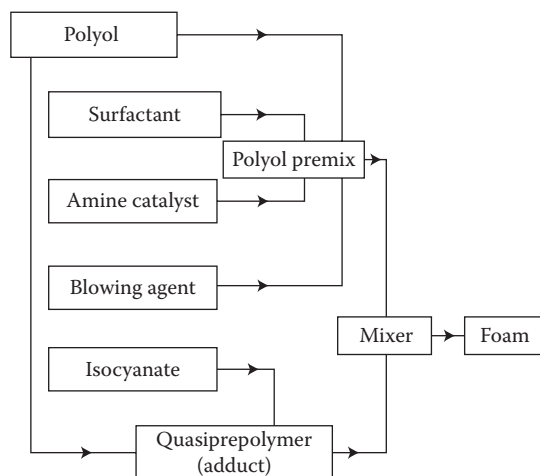 Polyol
Surfactant
Polyol premix
Amine catalyst
Blowing agent
Mixer
Foam
Isocyanate
Quasiprepolymer
(adduct)